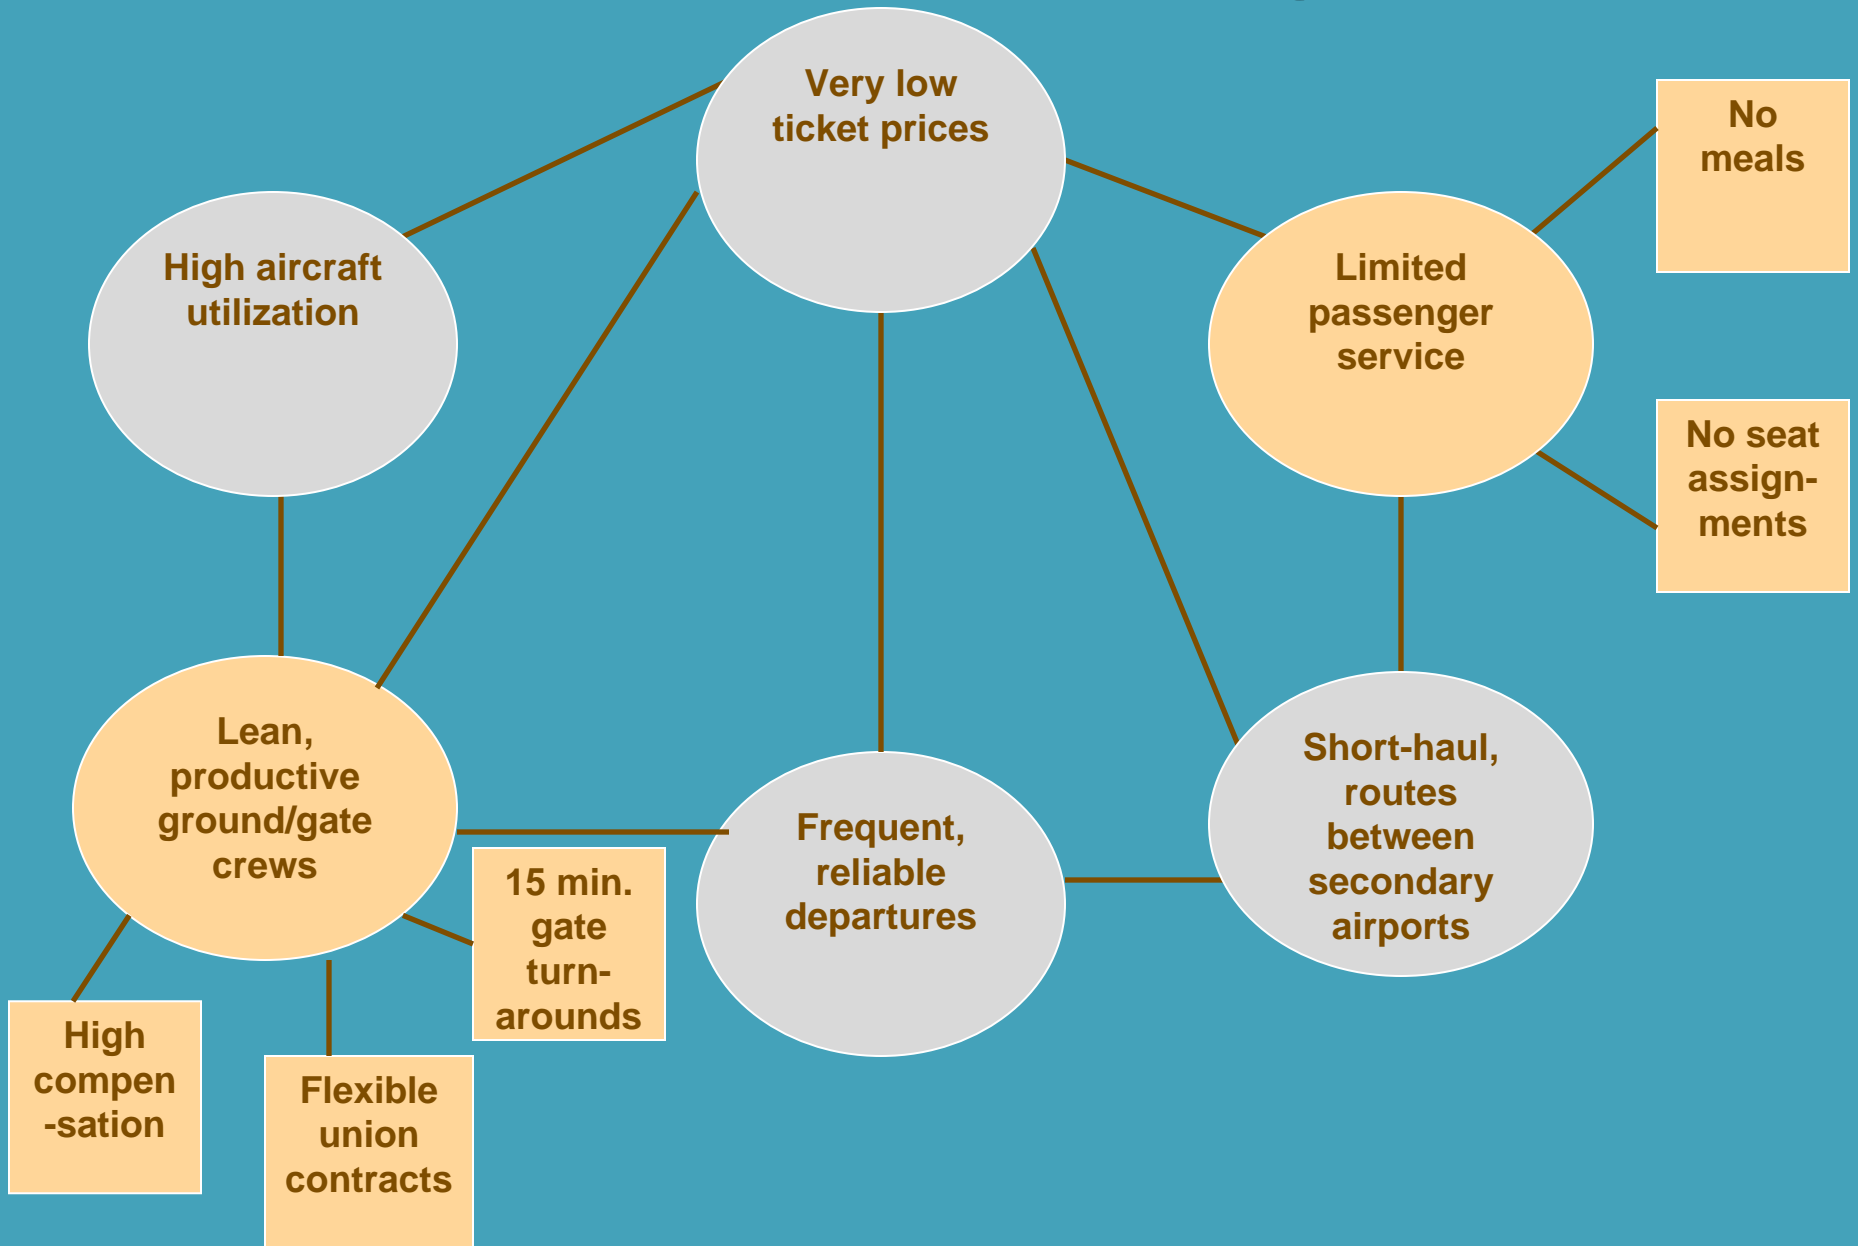 Very low
ticket prices
No
meals
High aircraft
utilization
Limited
passenger
service
No seat
assign-
ments
Lean,
productive
ground/gate
crews
Short-haul,
routes
between
secondary
airports
Frequent,
reliable
departures
15 min.
gate
turn-
arounds
High
compen
-sation
Flexible
union
contracts